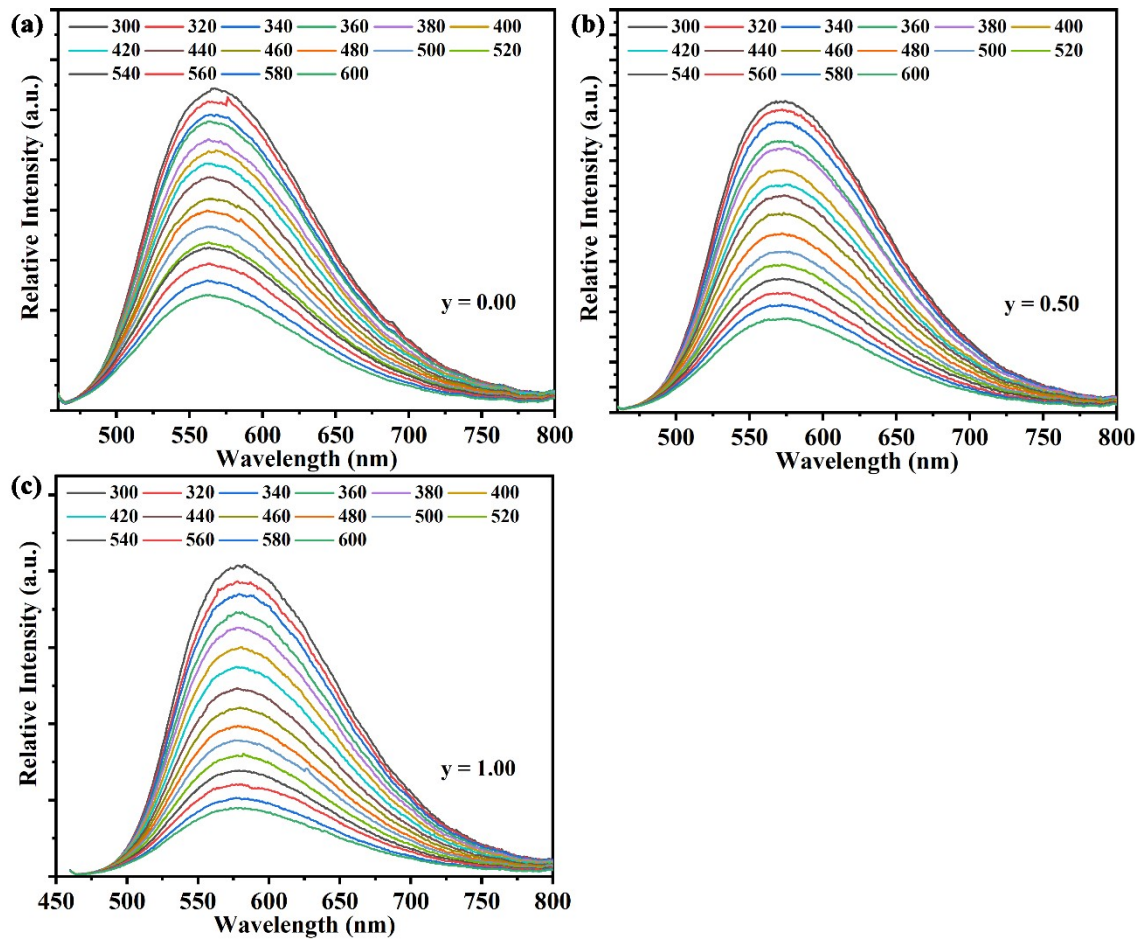 (a)
300 320 340 360 380 400
420 440 460 480 500 520
540 560 580 600
Relative Intensity (a.u.)
y = 0.00
500 550 600 650 700 750 800
Wavelength (nm)
(b)
300 320 340 360 380 400
420 440 460 480 500 520
540 560 580 600
Relative Intensity (a.u.)
y = 0.50
500 550 600 650 700 750 800
Wavelength (nm)
(c)
300 320 340 360 380 400
420 440 460 480 500 520
540 560 580 600
Relative Intensity (a.u.)
y = 1.00
450 500 550 600 650 700 750 800
Wavelength (nm)